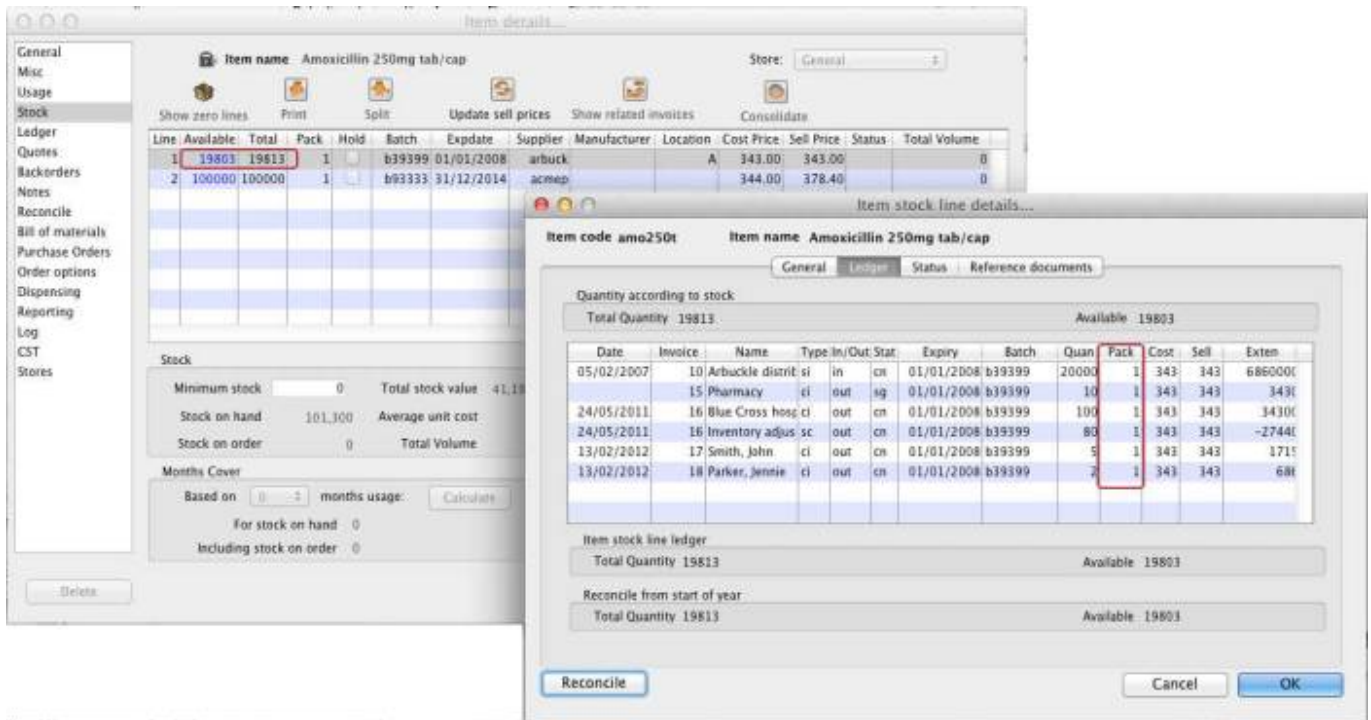 Item details...
General
Misc
Usage
Stock
Ledger
Quotes
Backorders
Notes
Reconcile
Bill of materials
Purchase Orders
Order options
Dispensing
Reporting
Log
CST
Stores
Delete
Item name Amoxicillin 250mg tab/cap
Store: General
Show zero lines Print Split Update sell prices Show related invoices Consolidate
Line Available Total Pack Hold Batch Expdate Supplier Manufacturer Location Cost Price Sell Price Status Total Volume
1 19803 19813 1 b39399 01/01/2008 arbuck A 343.00 343.00 0
2 100000 100000 1 b93333 31/12/2014 acmep 344.00 378.40 0
Stock
Minimum stock 0 Total stock value
Stock on hand Average unit cost
Stock on order 0 Total Volume
Months Cover
Based on 0 months usage: Calculate
For stock on hand 0
Including stock on order 0
Item stock line details...
Item code amo250t Item name Amoxicillin 250mg tab/cap
General Ledger Status Reference documents
Quantity according to stock
Total Quantity 19813 Available 19803
Date Invoice Name Type In/Out Stat Expiry Batch Quan Pack Cost Sell Exten
05/02/2007 10 Arbuckle distrib si in cn 01/01/2008 b39399 20000 1 343 343 6860000
15 Pharmacy ci out sg 01/01/2008 b39399 10 1 343 343 3430
24/05/2011 16 Blue Cross hosp ci out cn 01/01/2008 b39399 100 1 343 343 34300
24/05/2011 16 Inventory adjus sc out cn 01/01/2008 b39399 80 1 343 343 -27440
13/02/2012 17 Smith, John ci out cn 01/01/2008 b39399 5 1 343 343 1715
13/02/2012 18 Parker, Jennie ci out cn 01/01/2008 b39399 2 1 343 343 686
Item stock line ledger
Total Quantity 19813 Available 19803
Reconcile from start of year
Total Quantity 19813 Available 19803
Reconcile Cancel OK